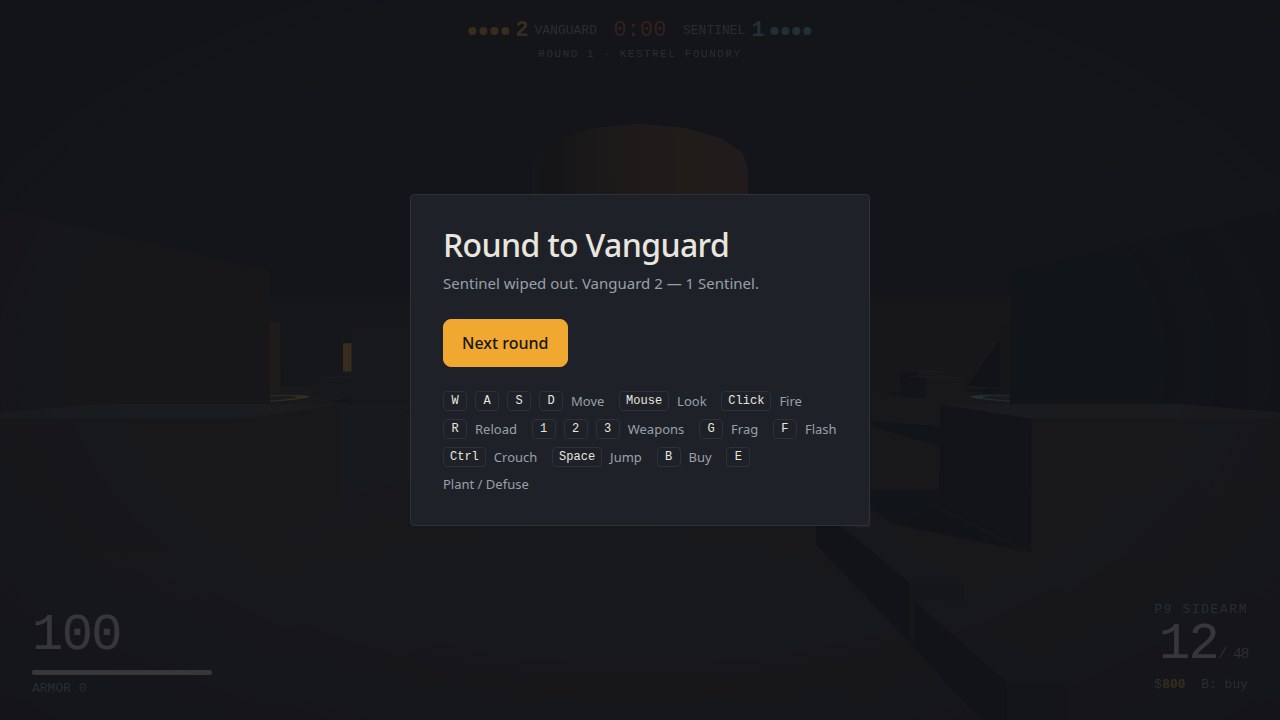 2 VANGUARD 0:00 SENTINEL 1
ROUND 1 · KESTREL FOUNDRY
Round to Vanguard
Sentinel wiped out. Vanguard 2 — 1 Sentinel.
Next round
W A S D Move Mouse Look Click Fire
R Reload 1 2 3 Weapons G Frag F Flash
Ctrl Crouch Space Jump B Buy E
Plant / Defuse
100
ARMOR 0
P9 SIDEARM
12 / 48
$800 B: buy